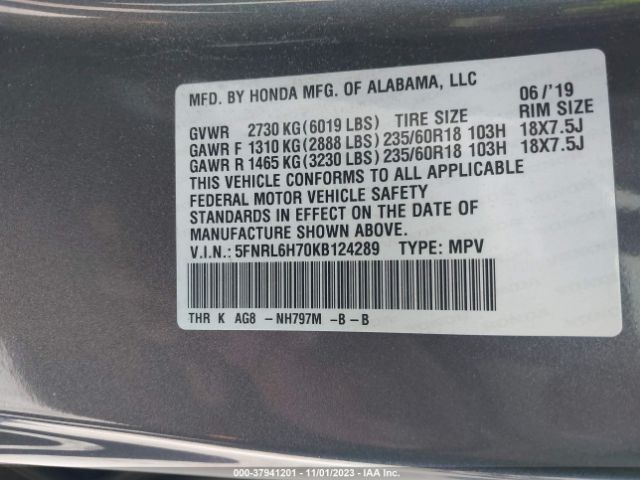 MFD. BY HONDA MFG. OF ALABAMA, LLC 06/'19
GVWR 2730 KG (6019 LBS) TIRE SIZE RIM SIZE
GAWR F 1310 KG (2888 LBS) 235/60R18 103H 18X7.5J
GAWR R 1465 KG (3230 LBS) 235/60R18 103H 18X7.5J
THIS VEHICLE CONFORMS TO ALL APPLICABLE
FEDERAL MOTOR VEHICLE SAFETY
STANDARDS IN EFFECT ON THE DATE OF
MANUFACTURE SHOWN ABOVE.
V.I.N.: 5FNRL6H70KB124289 TYPE: MPV
THR K AG8 -NH797M -B-B
000-37941201 - 11/01/2023 - IAA Inc.